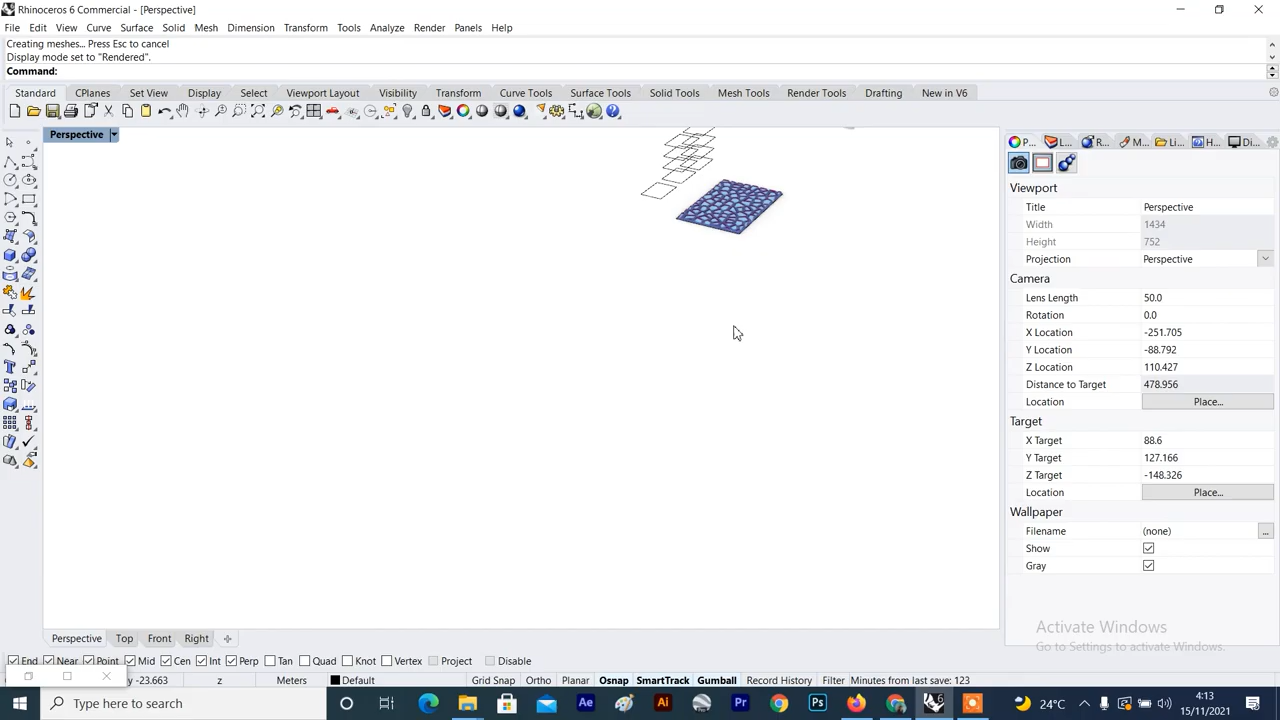 Rhinoceros 6 Commercial - [Perspective]
File Edit View Curve Surface Solid Mesh Dimension Transform Tools Analyze Render Panels Help
Creating meshes... Press Esc to cancel
Display mode set to "Rendered".
Command:
Standard CPlanes Set View Display Select Viewport Layout Visibility Transform Curve Tools Surface Tools Solid Tools Mesh Tools Render Tools Drafting New in V6
Perspective
P... L... R... M... Li... H... Di...
Viewport
Title Perspective
Width 1434
Height 752
Projection Perspective
Camera
Lens Length 50.0
Rotation 0.0
X Location -251.705
Y Location -88.792
Z Location 110.427
Distance to Target 478.956
Location Place...
Target
X Target 88.6
Y Target 127.166
Z Target -148.326
Location Place...
Wallpaper
Filename (none) ...
Show
Gray
Activate Windows
Go to Settings to activate Windows.
Perspective Top Front Right
End Near Point Mid Cen Int Perp Tan Quad Knot Vertex Project Disable
y -23.663 z Meters Default Grid Snap Ortho Planar Osnap SmartTrack Gumball Record History Filter Minutes from last save: 123
Type here to search
Ae Ai Pr Ps
24°C
4:13
15/11/2021